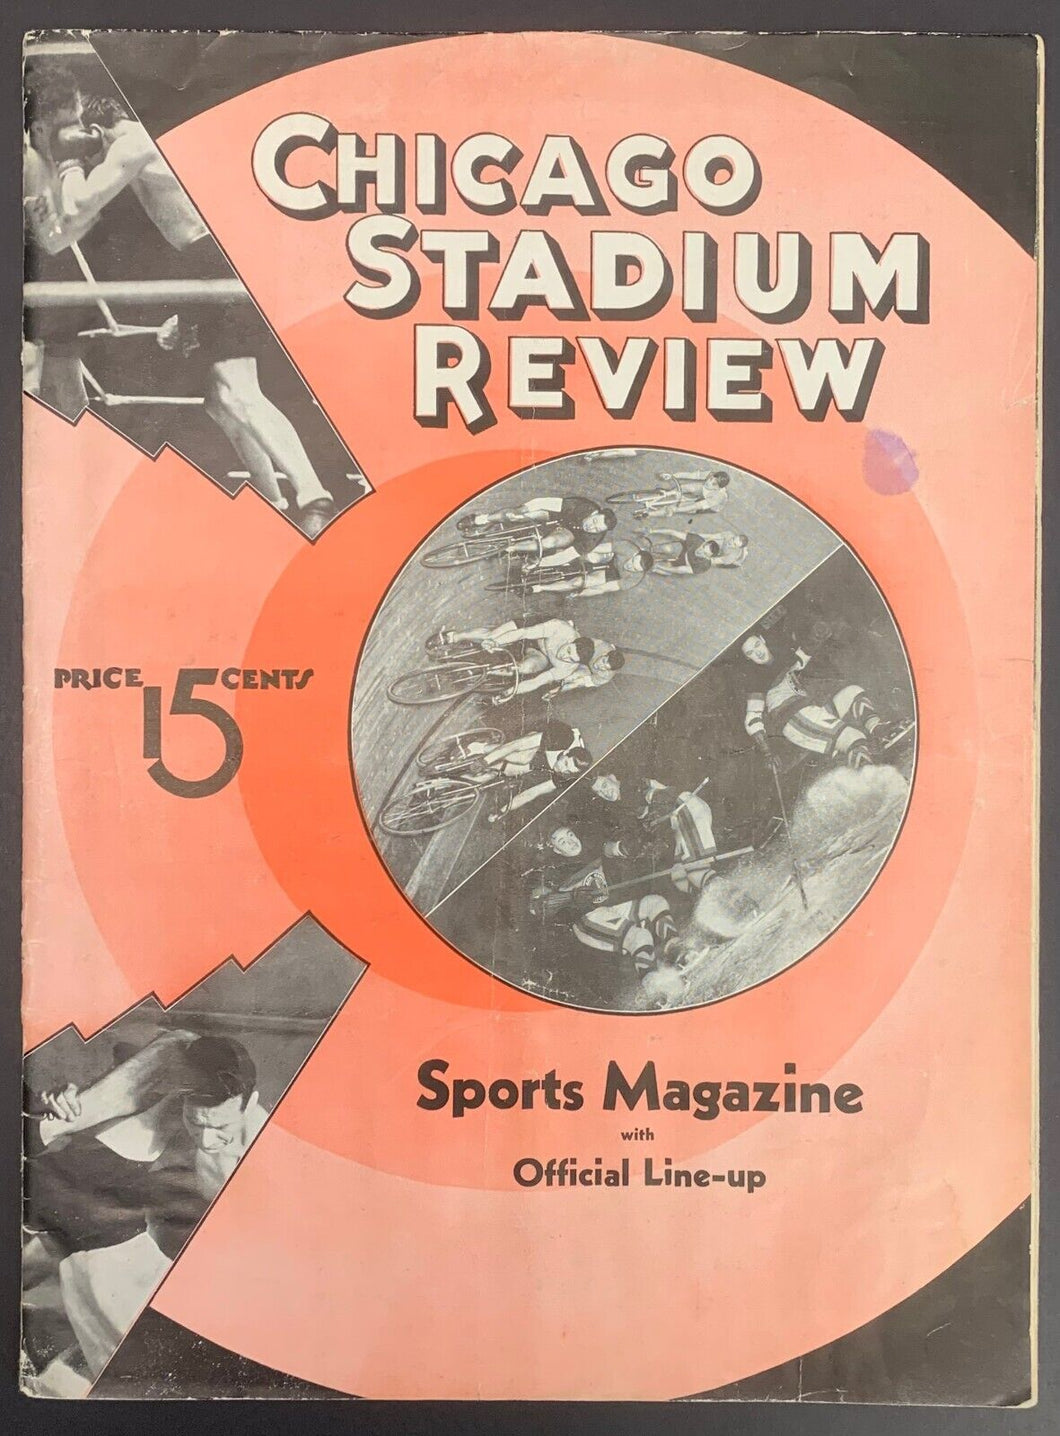 CHICAGO
STADIUM
REVIEW
PRICE 15 CENTS
Sports Magazine
with
Official Line-up